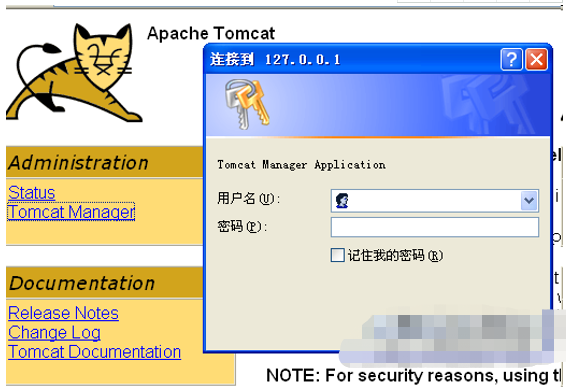 Apache Tomcat
连接到 127.0.0.1
Tomcat Manager Application
用户名(U):
密码(P):
记住我的密码(R)
Administration
Status
Tomcat Manager
Documentation
Release Notes
Change Log
Tomcat Documentation
NOTE: For security reasons, using